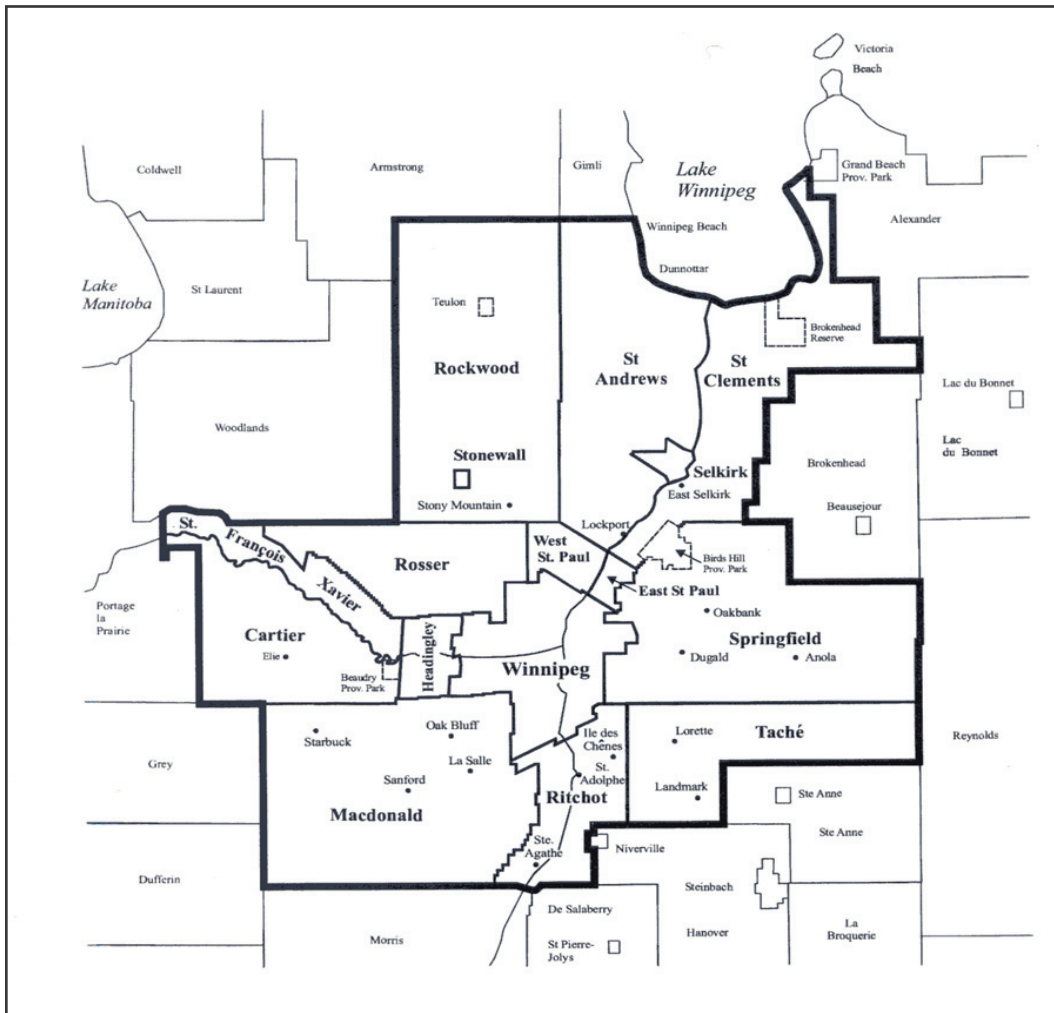 Victoria
Beach
Coldwell
Armstrong
Gimli
Lake
Winnipeg
Grand Beach
Prov. Park
Alexander
Winnipeg Beach
Dunnottar
Lake
Manitoba
St Laurent
Teulon
Brokenhead
Reserve
Rockwood
St
Andrews
St
Clements
Lac du Bonnet
Woodlands
Lac
du Bonnet
Stonewall
Selkirk
Brokenhead
East Selkirk
Beausejour
Stony Mountain
St.
François
Xavier
Lockport
West
St. Paul
Birds Hill
Prov. Park
Rosser
East St Paul
Portage
la
Prairie
Oakbank
Cartier
Headingley
Springfield
Elie
Winnipeg
Dugald
Anola
Beaudry
Prov. Park
Oak Bluff
Ile des
Chênes
Lorette
Taché
Starbuck
Reynolds
Grey
La Salle
St.
Adolphe
Sanford
Landmark
Ste Anne
Ritchot
Macdonald
Ste Anne
Ste.
Agathe
Niverville
Dufferin
Steinbach
De Salaberry
Morris
St Pierre-
Jolys
Hanover
La
Broquerie